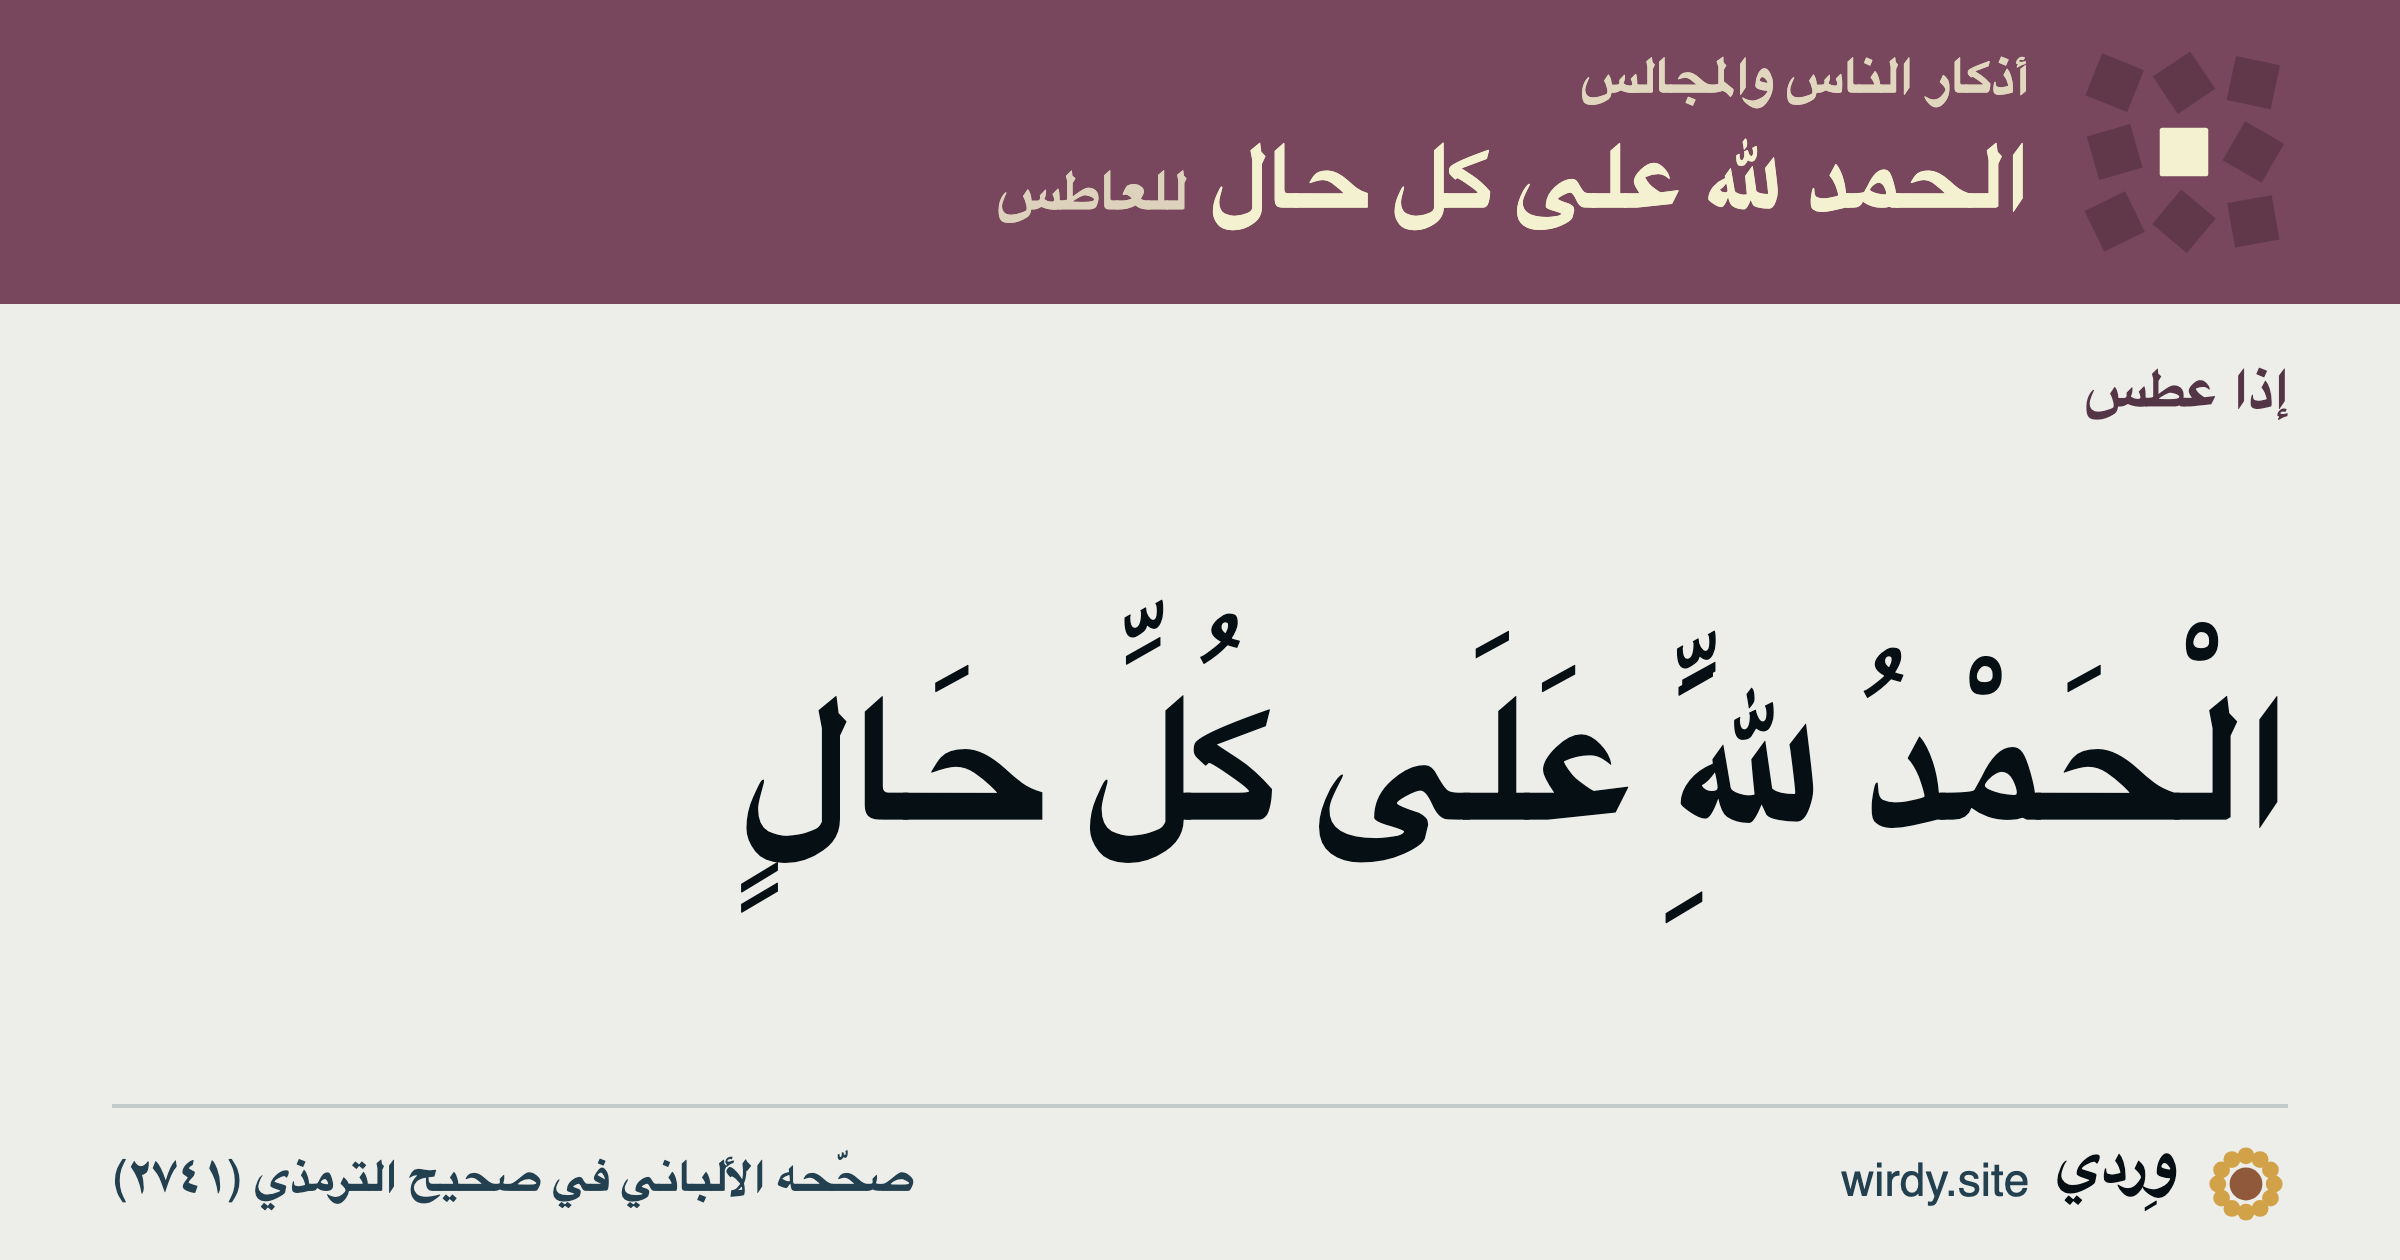 أذكار الناس والمجالس
الحمد لله على كل حال للعاطس
إذا عطس
الْحَمْدُ لِلَّهِ عَلَى كُلِّ حَالٍ
وِردي wirdy.site
صحّحه الألباني في صحيح الترمذي (٢٧٤١)